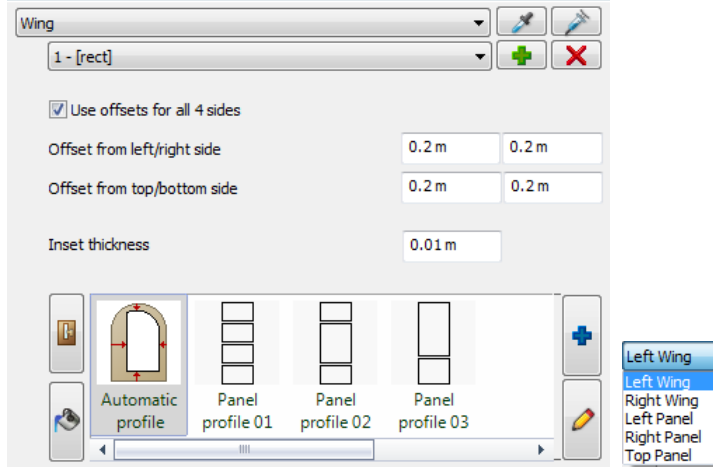 Wing
1 - [rect]
Use offsets for all 4 sides
Offset from left/right side 0.2 m 0.2 m
Offset from top/bottom side 0.2 m 0.2 m
Inset thickness 0.01 m
Automatic profile
Panel profile 01
Panel profile 02
Panel profile 03
Left Wing
Left Wing
Right Wing
Left Panel
Right Panel
Top Panel